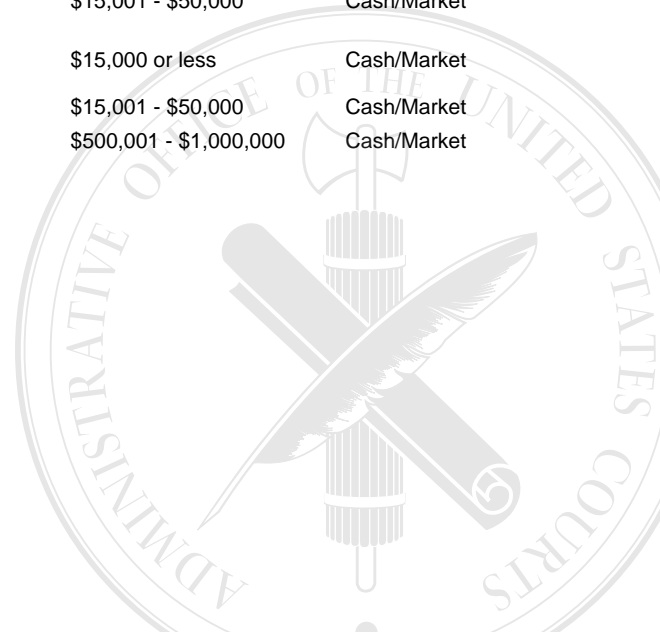 $15,001 - $50,000 Cash/Market
$15,000 or less Cash/Market
$15,001 - $50,000 Cash/Market
$500,001 - $1,000,000 Cash/Market
ADMINISTRATIVE OFFICE OF THE UNITED STATES COURTS